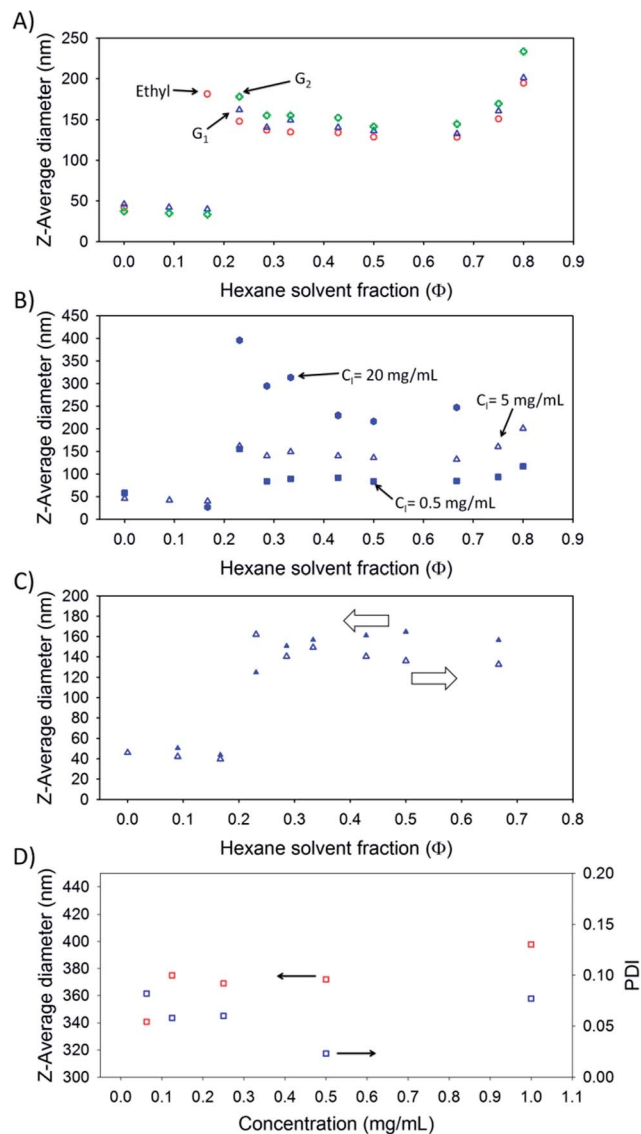 A)
Z-Average diameter (nm)
250
200
150
100
50
0
Ethyl
G2
G1
0.0 0.1 0.2 0.3 0.4 0.5 0.6 0.7 0.8 0.9
Hexane solvent fraction (Φ)
B)
Z-Average diameter (nm)
450
400
350
300
250
200
150
100
50
0
CI= 20 mg/mL
CI= 5 mg/mL
CI= 0.5 mg/mL
0.0 0.1 0.2 0.3 0.4 0.5 0.6 0.7 0.8 0.9
Hexane solvent fraction (Φ)
C)
Z-Average diameter (nm)
200
180
160
140
120
100
80
60
40
20
0
0.0 0.1 0.2 0.3 0.4 0.5 0.6 0.7 0.8
Hexane solvent fraction (Φ)
D)
Z-Average diameter (nm)
440
420
400
380
360
340
320
300
0.20
0.15
0.10
0.05
0.00
PDI
0.0 0.1 0.2 0.3 0.4 0.5 0.6 0.7 0.8 0.9 1.0 1.1
Concentration (mg/mL)